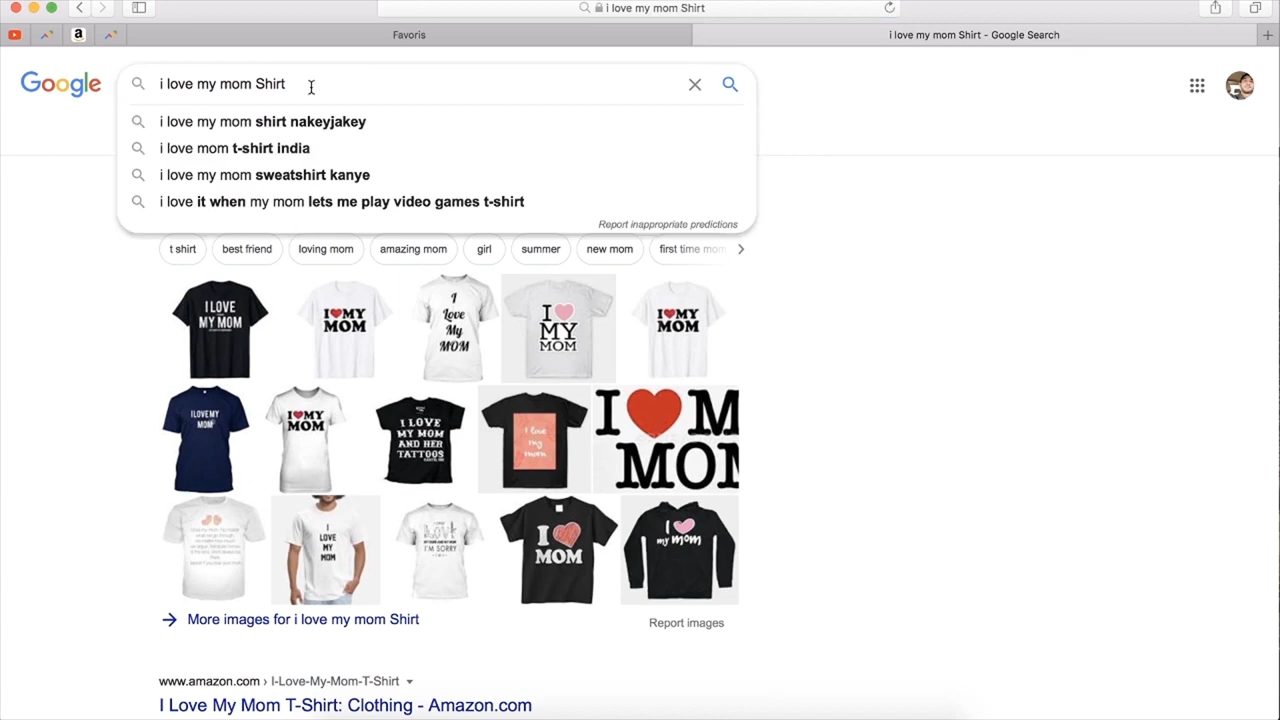 i love my mom Shirt
Favoris
i love my mom Shirt - Google Search
a
Google
i love my mom Shirt
i love my mom shirt nakeyjakey
i love mom t-shirt india
i love my mom sweatshirt kanye
i love it when my mom lets me play video games t-shirt
Report inappropriate predictions
t shirt
best friend
loving mom
amazing mom
girl
summer
new mom
first time mom
I LOVE
MY MOM
I MY
MOM
I
Love
My
MOM
I
MY
MOM
I MY
MOM
I LOVE MY
MOM
I MY
MOM
I LOVE
MY MOM
AND HER
TATTOOS
i love
my
mom
I M
MOM
I
LOVE
MY
MOM
I'M SORRY
I
MOM
I
my mom
More images for i love my mom Shirt
Report images
www.amazon.com › I-Love-My-Mom-T-Shirt
I Love My Mom T-Shirt: Clothing - Amazon.com